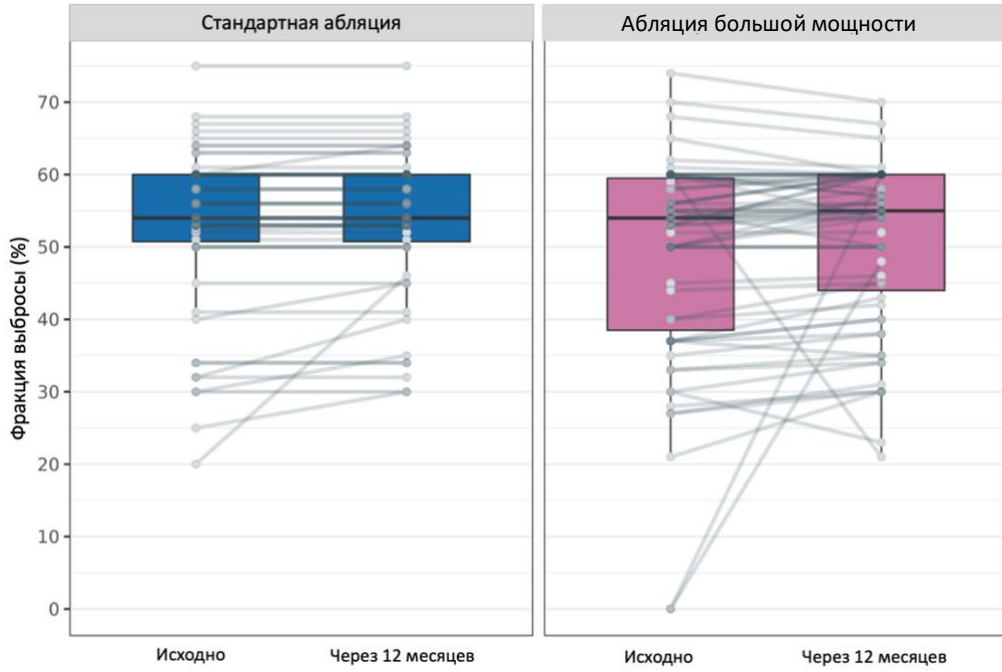 Стандартная абляция
Абляция большой мощности
Фракция выбросы (%)
70
60
50
40
30
20
10
0
Исходно
Через 12 месяцев
Исходно
Через 12 месяцев